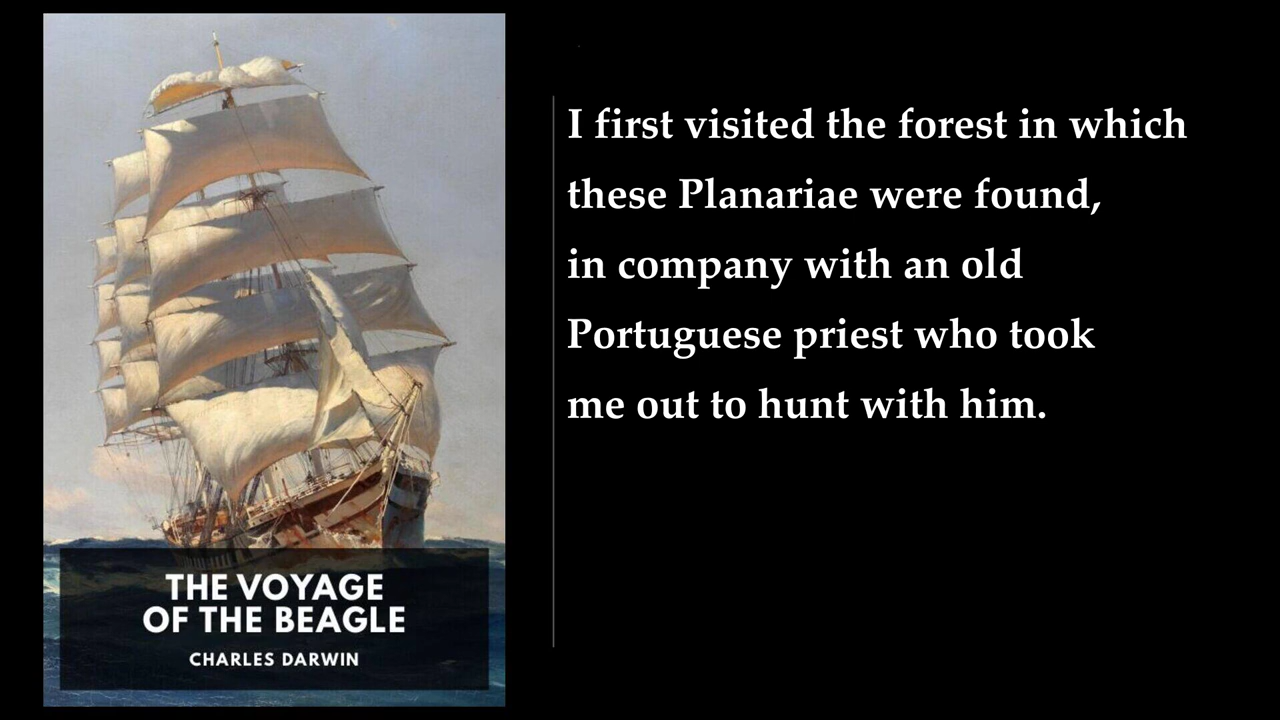 I first visited the forest in which
these Planariae were found,
in company with an old
Portuguese priest who took
me out to hunt with him.
THE VOYAGE
OF THE BEAGLE
CHARLES DARWIN